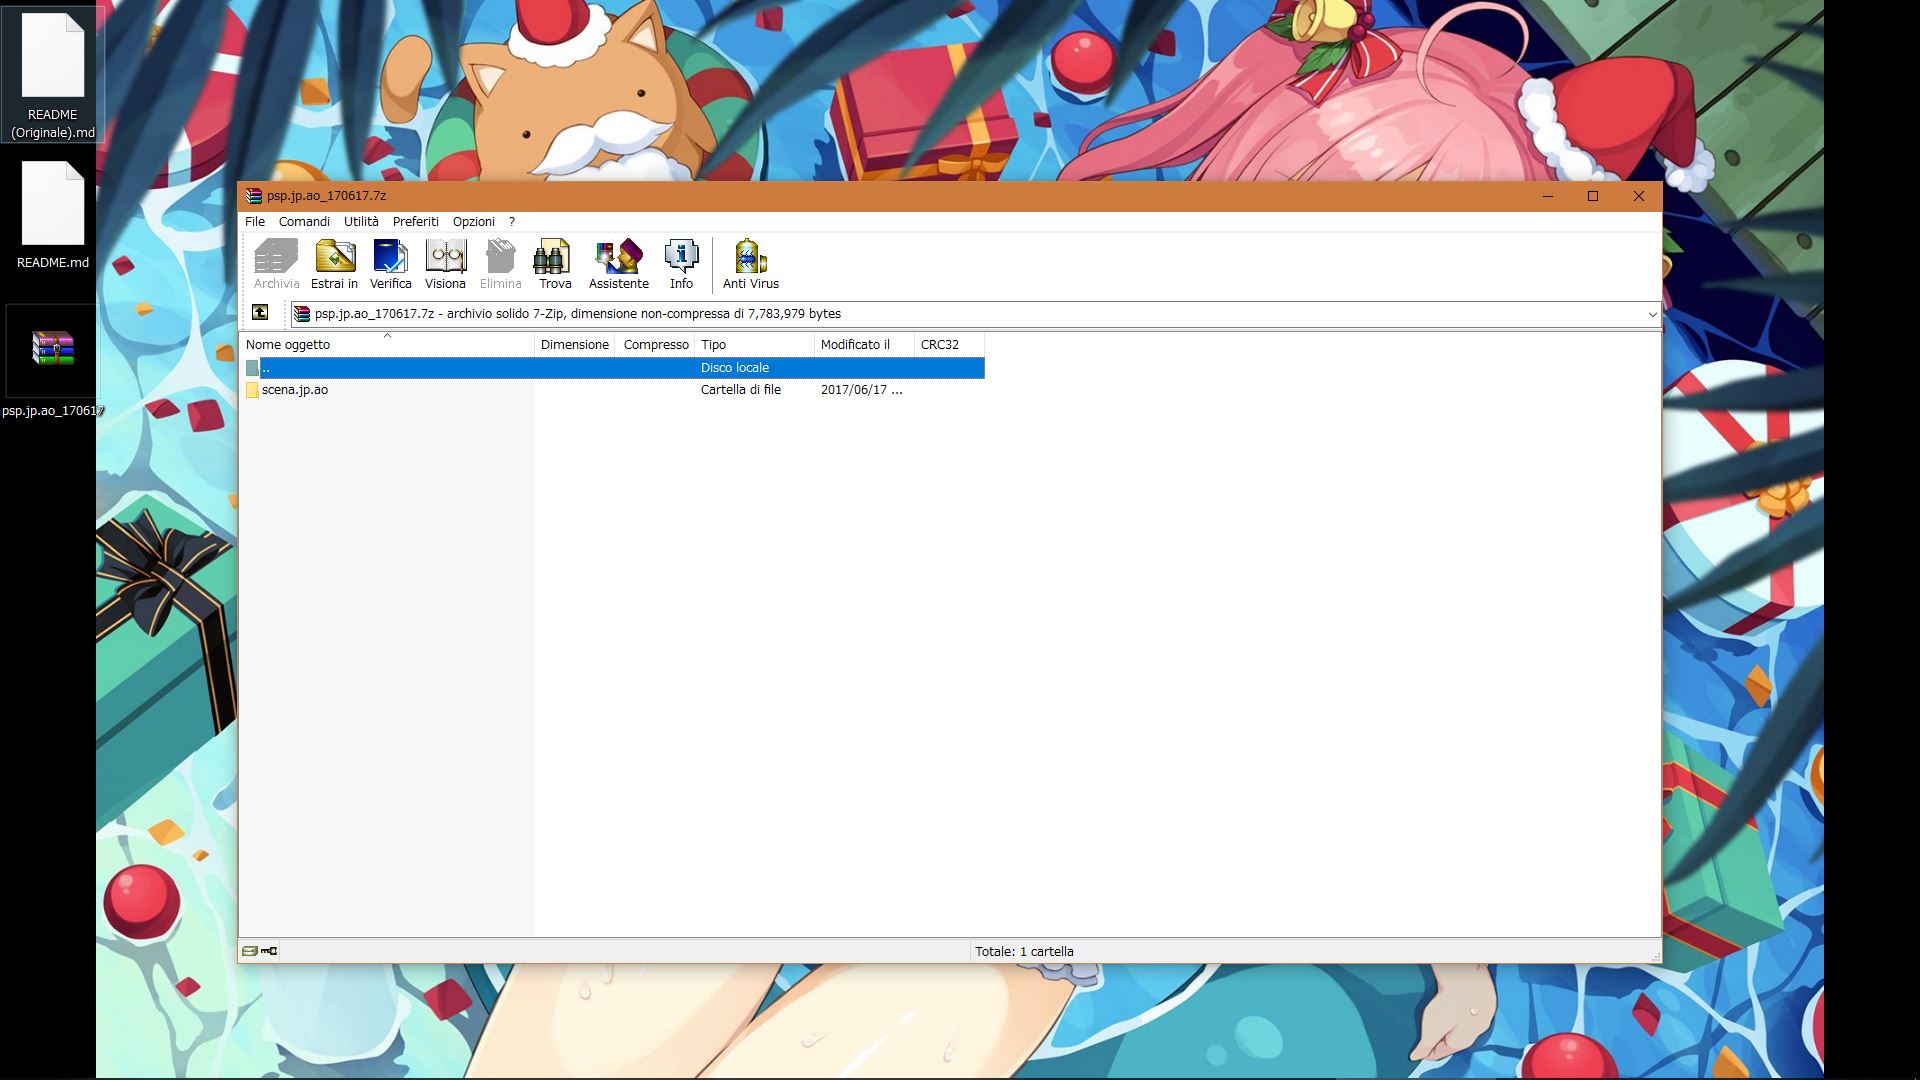 README
(Originale).md
README.md
psp.jp.ao_170617
psp.jp.ao_170617.7z
File Comandi Utilità Preferiti Opzioni ?
Archivia Estrai in Verifica Visiona Elimina Trova Assistente Info Anti Virus
psp.jp.ao_170617.7z - archivio solido 7-Zip, dimensione non-compressa di 7,783,979 bytes
Nome oggetto Dimensione Compresso Tipo Modificato il CRC32
.. Disco locale
scena.jp.ao Cartella di file 2017/06/17 ...
Totale: 1 cartella